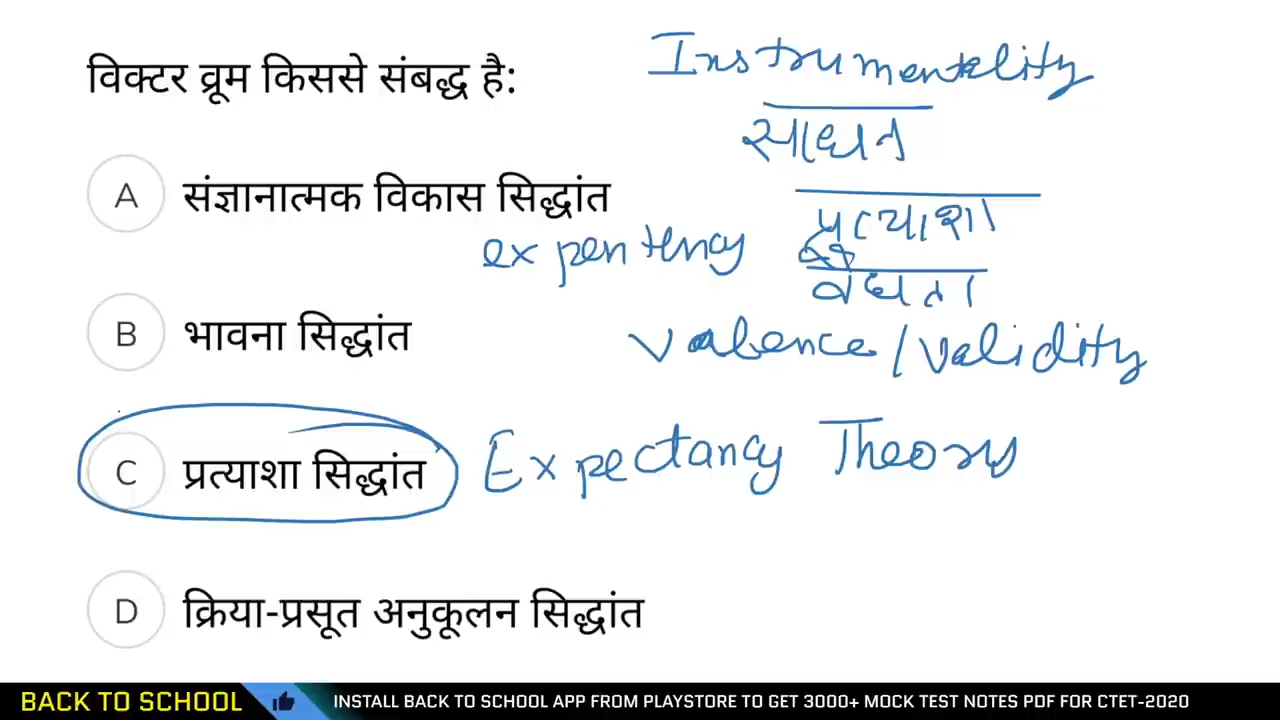 विक्टर व्रूम किससे संबद्ध है:
Instrumentality
साधन
A संज्ञानात्मक विकास सिद्धांत
प्रत्याशा
expentency
वैधता
B भावना सिद्धांत
valence/validity
C प्रत्याशा सिद्धांत Expectancy Theory
D क्रिया-प्रसूत अनुकूलन सिद्धांत
BACK TO SCHOOL INSTALL BACK TO SCHOOL APP FROM PLAYSTORE TO GET 3000+ MOCK TEST NOTES PDF FOR CTET-2020